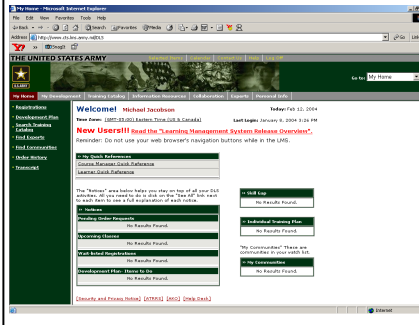 My Home - Microsoft Internet Explorer
File Edit View Favorites Tools Help
Back Search Favorites Media
Address http://www.dls.army.mil/DLS Go Links
SnagIt
THE UNITED STATES ARMY
Selected Items | Calendar | Contact Us | Help | Log Off
U.S. ARMY
Go to: My Home
My Home My Development Training Catalog Information Resources Collaboration Experts Personal Info
Registrations
Development Plan
Search Training Catalog
Find Experts
Find Communities
Order History
Transcript
Welcome! Michael Jacobson Today: Feb 12, 2004
Time Zone: (GMT-05:00) Eastern Time (US & Canada) Last Login: January 8, 2004 3:26 PM
New Users!!! Read the "Learning Management System Release Overview".
Reminder: Do not use your web browser's navigation buttons while in the LMS.
» My Quick References
Course Manager Quick Reference
Learner Quick Reference
The "Notices" area below helps you stay on top of all your DLS
activities. All you need to do is click on the "See All" link next
to each item to see a full explanation of each notice.
» Notices
Pending Order Requests
No Results Found.
Upcoming Classes
No Results Found.
Wait-listed Registrations
No Results Found.
Development Plan- Items to Do
No Results Found.
» Skill Gap
No Results Found.
» Individual Training Plan
No Results Found.
"My Communities" These are
communities in your watch list.
» My Communities
No Results Found.
[Security and Privacy Notice] [ATRRS] [AKO] [Help Desk]
Internet